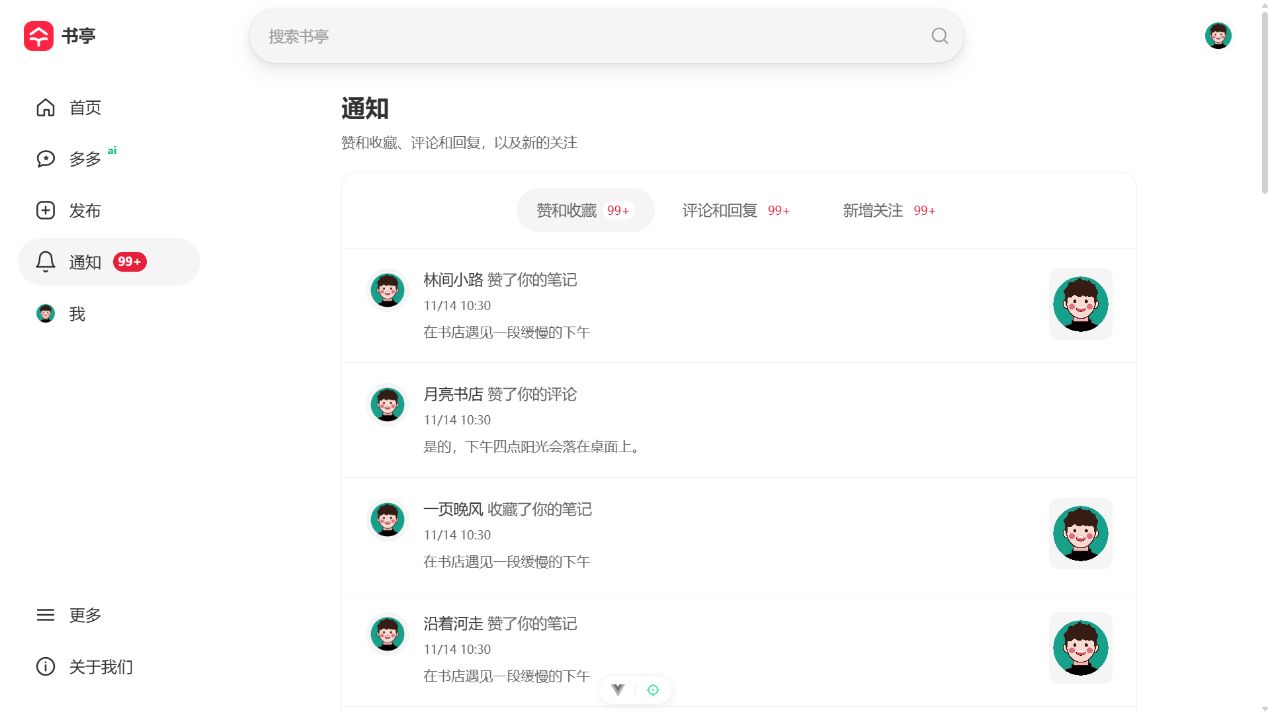 书亭
搜索书亭
首页
多多 ai
发布
通知 99+
我
更多
关于我们
通知
赞和收藏、评论和回复，以及新的关注
赞和收藏 99+ 评论和回复 99+ 新增关注 99+
林间小路 赞了你的笔记
11/14 10:30
在书店遇见一段缓慢的下午
月亮书店 赞了你的评论
11/14 10:30
是的，下午四点阳光会落在桌面上。
一页晚风 收藏了你的笔记
11/14 10:30
在书店遇见一段缓慢的下午
沿着河走 赞了你的笔记
11/14 10:30
在书店遇见一段缓慢的下午